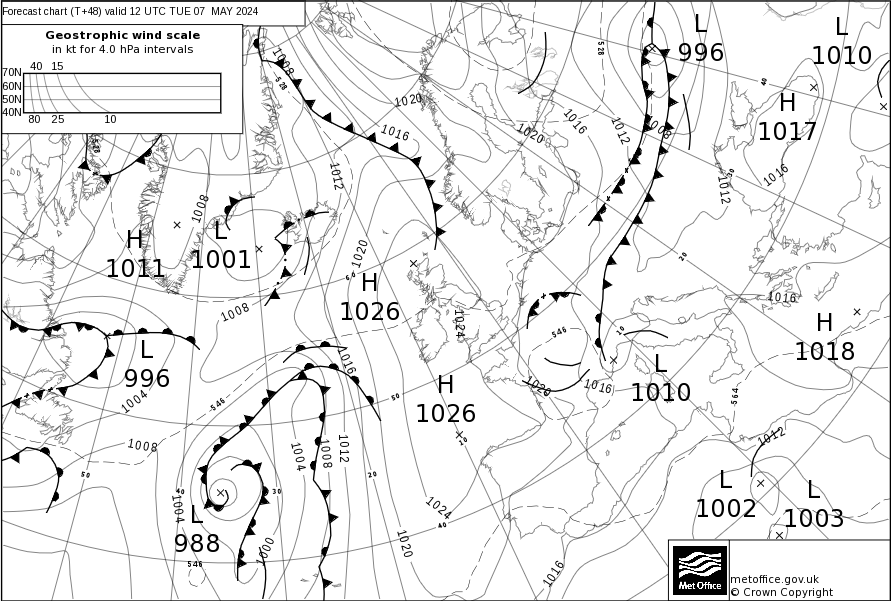 Forecast chart (T+48) valid 12 UTC TUE 07 MAY 2024
Geostrophic wind scale
in kt for 4.0 hPa intervals
40 15
70N
60N
50N
40N
80 25 10
L
996
L
1010
H
1017
1008
528
528
1020
1016
1020
1016
1012
1008
40
30
1016
1012
528
1012
1008
H
1011
L
1001
1020
60
H
1026
20
1008
1016
1024
546
10
H
1018
L
996
1016
L
1010
1004
546
50
H
1026
1020
1016
564
1008
1004
1008
1012
10
1012
50
20
40
30
1004
L
988
1024
40
L
1002
L
1003
1000
1020
546
1016
Met Office
metoffice.gov.uk
© Crown Copyright